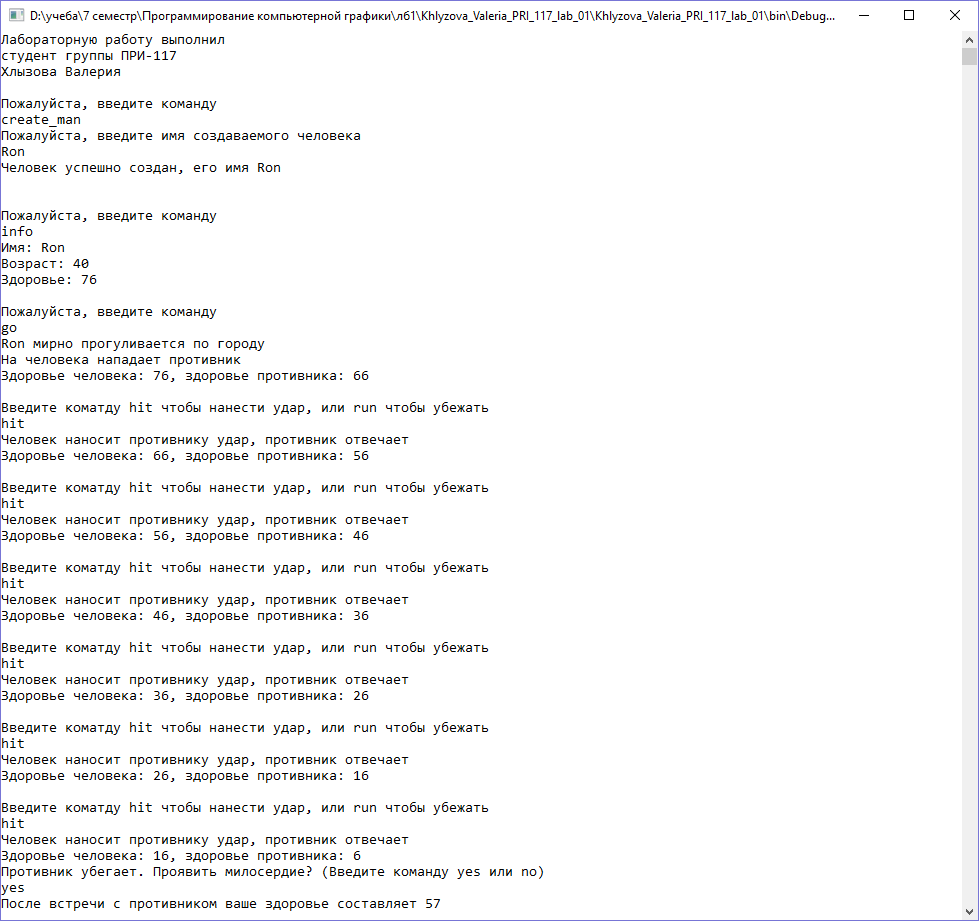 D:\учеба\7 семестр\Программирование компьютерной графики\лб1\Khlyzova_Valeria_PRI_117_lab_01\Khlyzova_Valeria_PRI_117_lab_01\bin\Debug...
Лабораторную работу выполнил
студент группы ПРИ-117
Хлызова Валерия
Пожалуйста, введите команду
create_man
Пожалуйста, введите имя создаваемого человека
Ron
Человек успешно создан, его имя Ron
Пожалуйста, введите команду
info
Имя: Ron
Возраст: 40
Здоровье: 76
Пожалуйста, введите команду
go
Ron мирно прогуливается по городу
На человека нападает противник
Здоровье человека: 76, здоровье противника: 66
Введите коматду hit чтобы нанести удар, или run чтобы убежать
hit
Человек наносит противнику удар, противник отвечает
Здоровье человека: 66, здоровье противника: 56
Введите коматду hit чтобы нанести удар, или run чтобы убежать
hit
Человек наносит противнику удар, противник отвечает
Здоровье человека: 56, здоровье противника: 46
Введите коматду hit чтобы нанести удар, или run чтобы убежать
hit
Человек наносит противнику удар, противник отвечает
Здоровье человека: 46, здоровье противника: 36
Введите коматду hit чтобы нанести удар, или run чтобы убежать
hit
Человек наносит противнику удар, противник отвечает
Здоровье человека: 36, здоровье противника: 26
Введите коматду hit чтобы нанести удар, или run чтобы убежать
hit
Человек наносит противнику удар, противник отвечает
Здоровье человека: 26, здоровье противника: 16
Введите коматду hit чтобы нанести удар, или run чтобы убежать
hit
Человек наносит противнику удар, противник отвечает
Здоровье человека: 16, здоровье противника: 6
Противник убегает. Проявить милосердие? (Введите команду yes или no)
yes
После встречи с противником ваше здоровье составляет 57